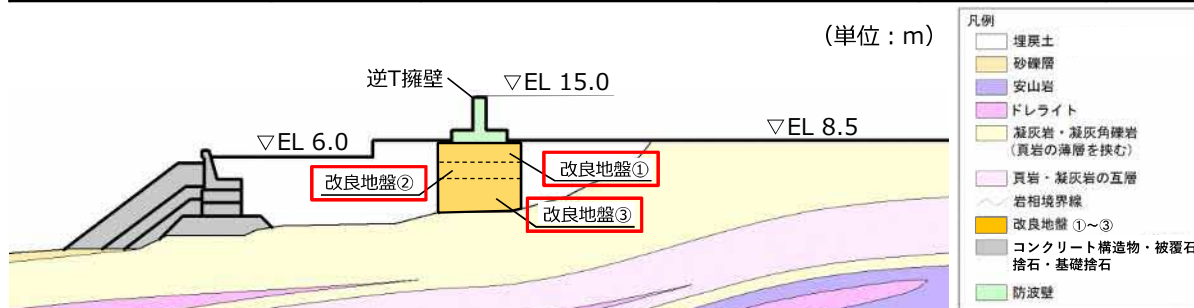 （単位：m）
逆T擁壁
▽EL 15.0
▽EL 6.0
▽EL 8.5
改良地盤①
改良地盤②
改良地盤③
凡例
埋戻土
砂礫層
安山岩
ドレライト
凝灰岩・凝灰角礫岩
（頁岩の薄層を挟む）
頁岩・凝灰岩の互層
岩相境界線
改良地盤 ①～③
コンクリート構造物・被覆石
捨石・基礎捨石
防波壁